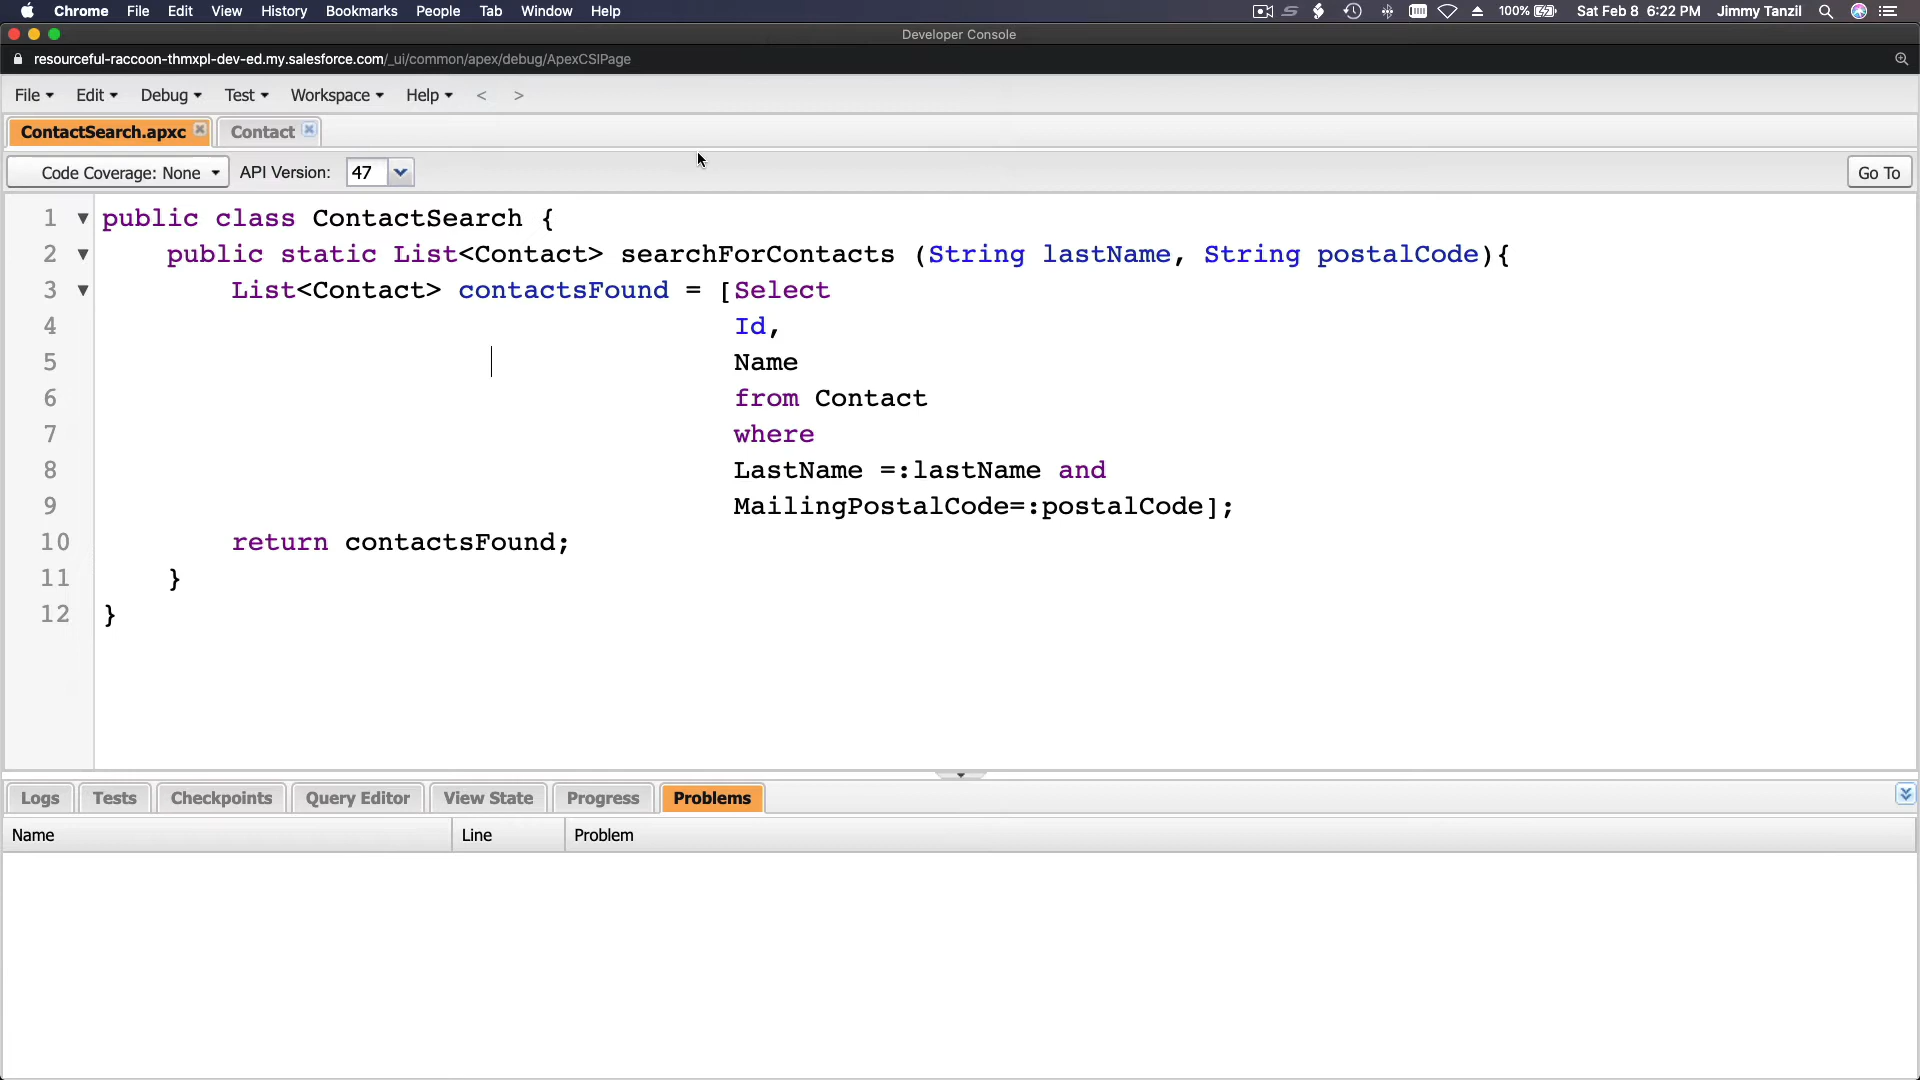 Chrome File Edit View History Bookmarks People Tab Window Help 100% Sat Feb 8 6:22 PM Jimmy Tanzil
Developer Console
resourceful-raccoon-thmxpl-dev-ed.my.salesforce.com/_ui/common/apex/debug/ApexCSIPage
File Edit Debug Test Workspace Help < >
ContactSearch.apxc Contact
Code Coverage: None API Version: 47 Go To
1 public class ContactSearch {
2 public static List<Contact> searchForContacts (String lastName, String postalCode){
3 List<Contact> contactsFound = [Select
4 Id,
5 Name
6 from Contact
7 where
8 LastName =:lastName and
9 MailingPostalCode=:postalCode];
10 return contactsFound;
11 }
12 }
Logs Tests Checkpoints Query Editor View State Progress Problems
Name Line Problem